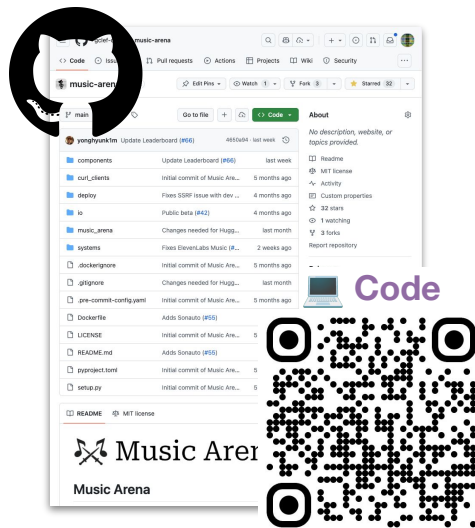 music-arena
Code
Pull requests
Actions
Projects
Wiki
Security
Edit Pins
Watch 1
Fork 3
Starred 32
main
Go to file
Code
About
No description, website, or
topics provided.
yonghyunk1m Update Leaderboard (#66)
4650a94 · last week
components Update Leaderboard (#66) last week
curl_clients Initial commit of Music Are... 5 months ago
deploy Fixes SSRF issue with dev ... 4 months ago
io Public beta (#42) 4 months ago
music_arena Changes needed for Hugg... last month
systems Fixes ElevenLabs Music (#... 2 weeks ago
.dockerignore Initial commit of Music Are... 5 months ago
.gitignore Changes needed for Hugg... last month
.pre-commit-config.yaml Initial commit of Music Are... 5 months ago
Dockerfile Adds Sonauto (#55)
LICENSE Initial commit of Music Are... 5
README.md Adds Sonauto (#55)
pyproject.toml Initial commit of Music Are... 5
setup.py Initial commit of Music Are... 5
Readme
MIT license
Activity
Custom properties
32 stars
1 watching
3 forks
Report repository
Code
README
MIT license
Music Aren
Music Arena